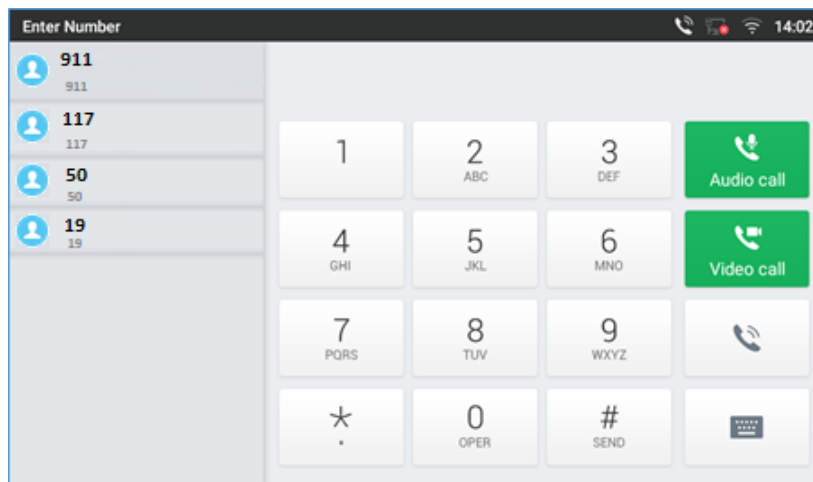 Enter Number
14:02
911
911
117
117
50
50
19
19
1
2
ABC
3
DEF
Audio call
4
GHI
5
JKL
6
MNO
Video call
7
PQRS
8
TUV
9
WXYZ
*
.
0
OPER
#
SEND